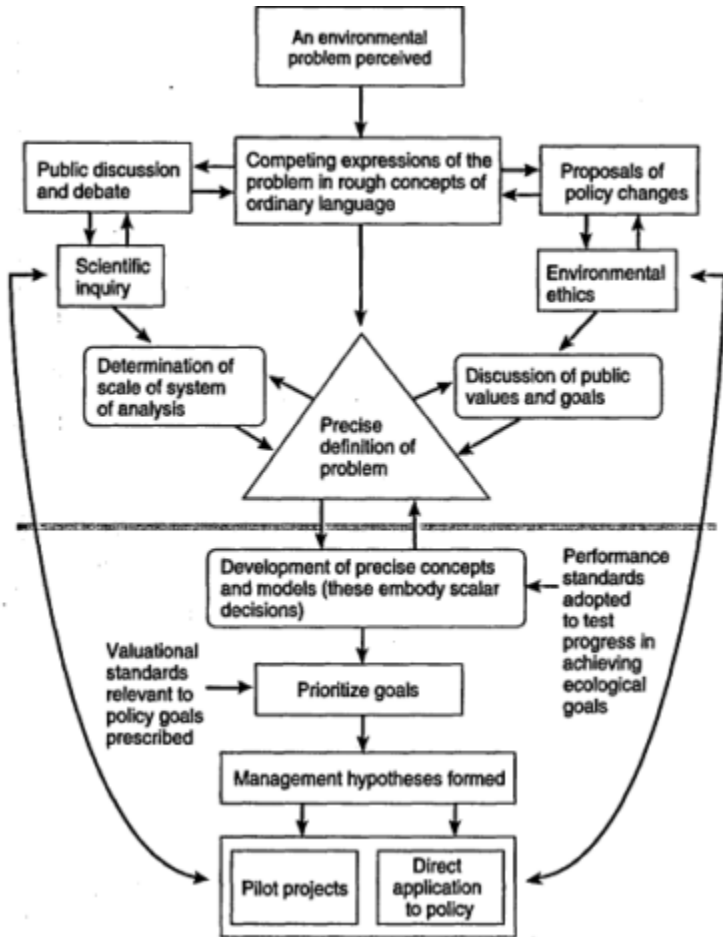 An environmental
problem perceived
Public discussion
and debate
Competing expressions of the
problem in rough concepts of
ordinary language
Proposals of
policy changes
Scientific
inquiry
Environmental
ethics
Determination of
scale of system
of analysis
Discussion of public
values and goals
Precise
definition of
problem
Development of precise concepts
and models (these embody scalar
decisions)
Performance
standards
adopted
to test
progress in
achieving
ecological
goals
Valuational
standards
relevant to
policy goals
prescribed
Prioritize goals
Management hypotheses formed
Pilot projects
Direct
application
to policy